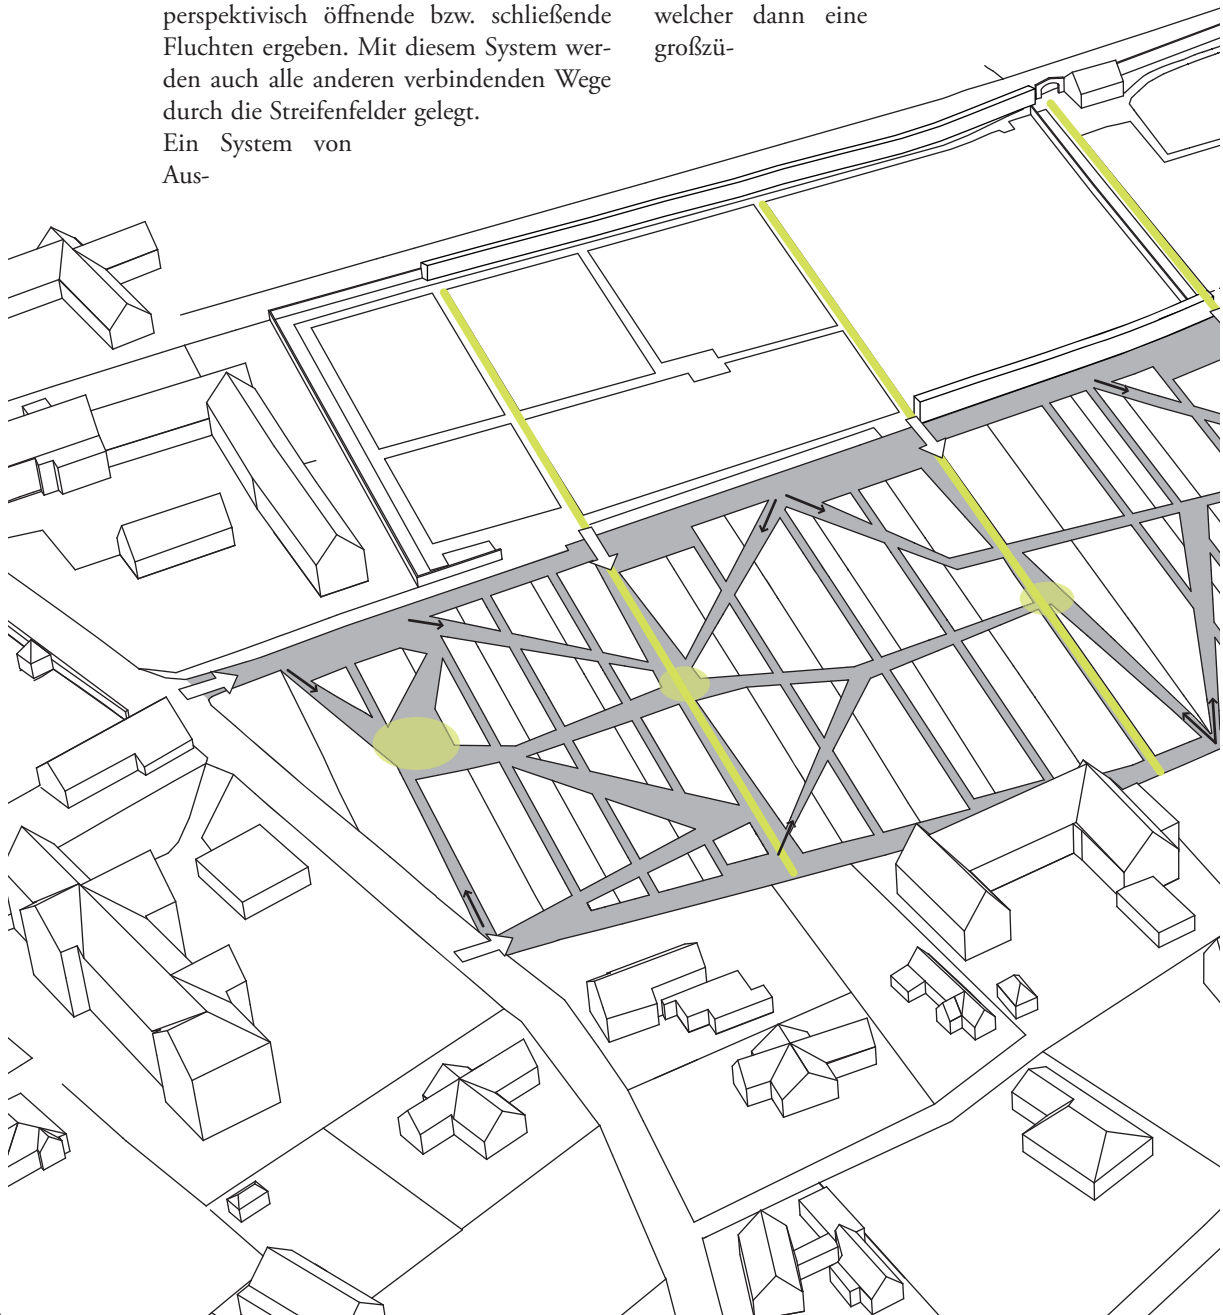 perspektivisch öffnende bzw. schließende
Fluchten ergeben. Mit diesem System wer-
den auch alle anderen verbindenden Wege
durch die Streifenfelder gelegt.
Ein System von
Aus-
welcher dann eine
großzü-